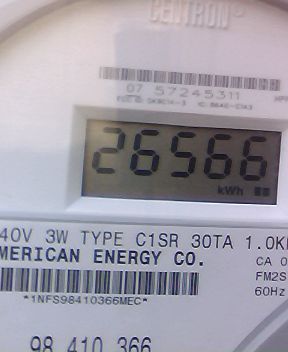 CENTRON®
07 57245311
26566
kWh
40V 3W TYPE C1SR 30TA 1.0K
MERICAN ENERGY CO.
CA 0
FM2S
60Hz
*1NFS98410366MEC*
98 410 366